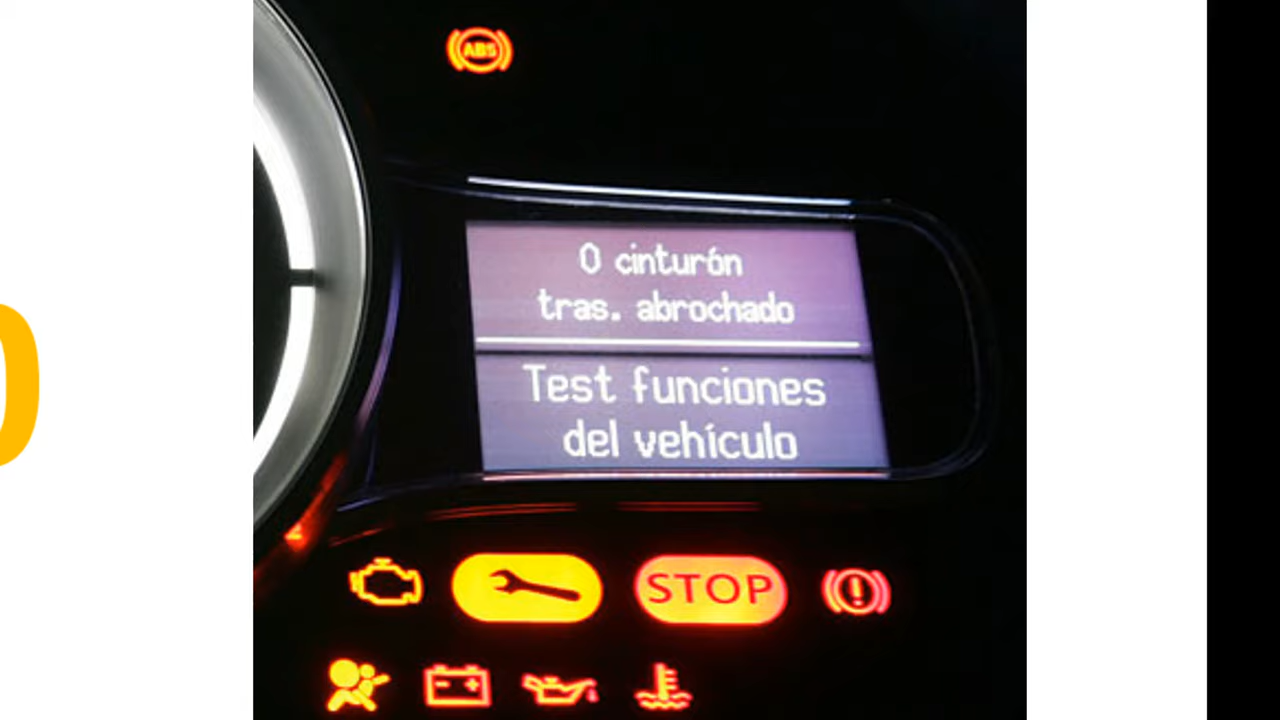 ABS
0 cinturón
tras. abrochado
Test funciones
del vehículo
STOP